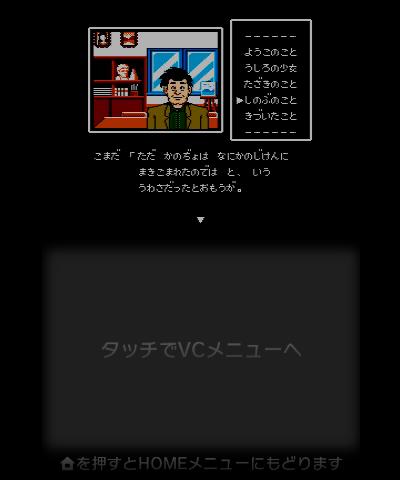 ーーーーーー
ようこのこと
うしろの少女
たざきのこと
▶しのぶのこと
きづいたこと
ーーーーーー
こまだ「ただ かのじょは なにかのじけんに
まきこまれたのでは と、いう
うわさだったとおもうが。
▼
タッチでVCメニューへ
を押すとHOMEメニューにもどります